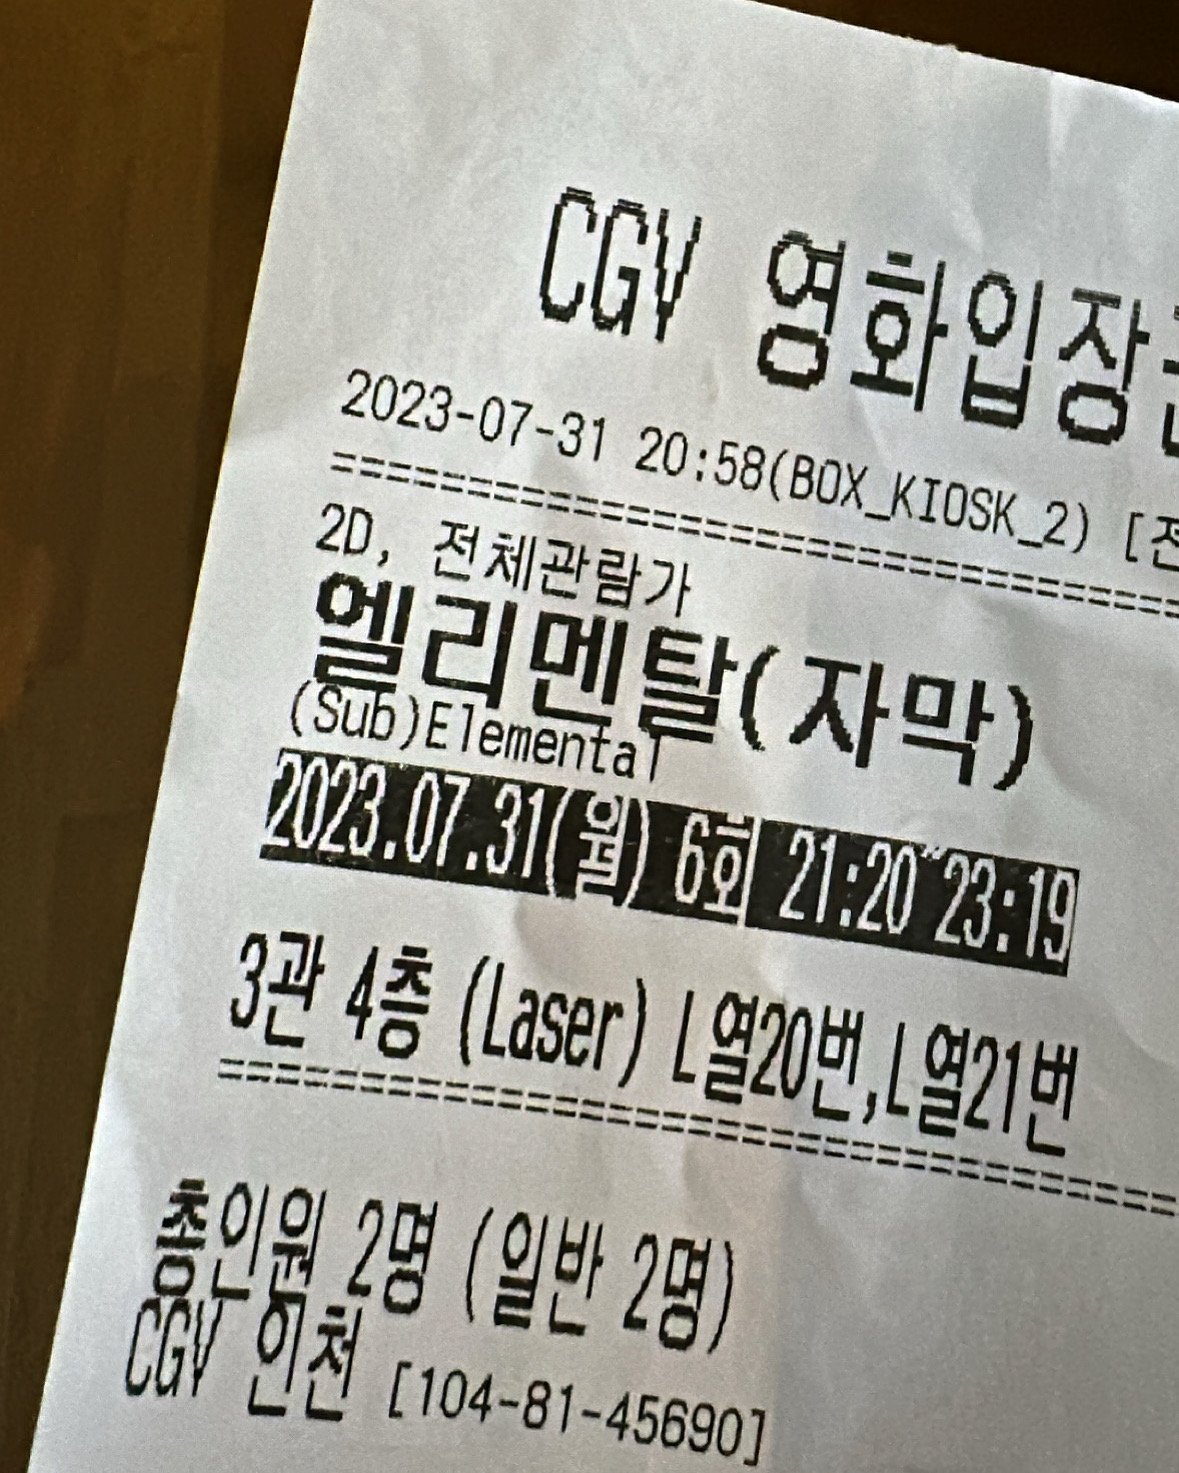 CGV 영화입장
2023-07-31 20:58(BOX_KIOSK_2) [전
==============================
2D, 전체관람가
엘리멘탈(자막)
(Sub)Elemental
2023.07.31(월) 6회 21:20~23:19
3관 4층 (Laser) L열20번,L열21번
==============================
총인원 2명 (일반 2명)
CGV 인천 [104-81-45690]